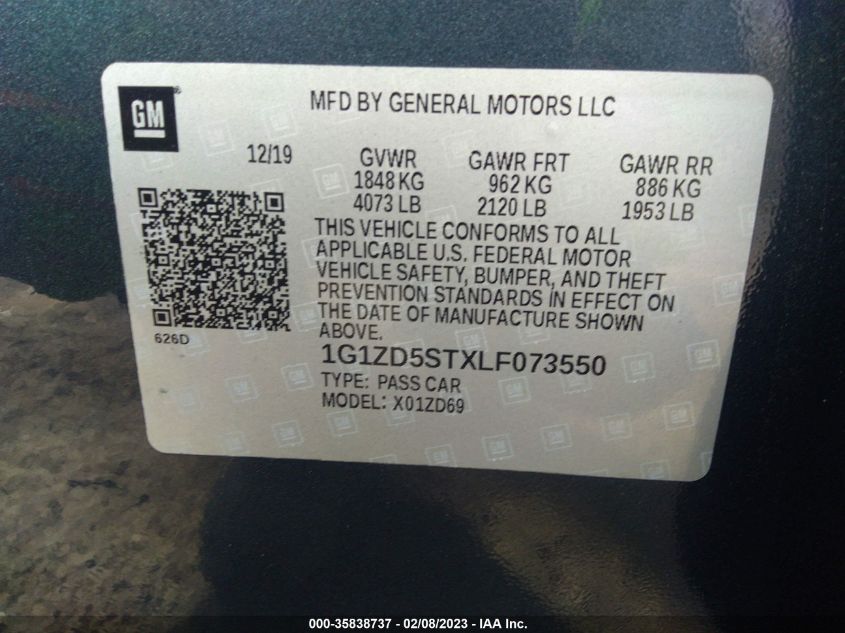 GM
MFD BY GENERAL MOTORS LLC
12/19
GVWR
1848 KG
4073 LB
GAWR FRT
962 KG
2120 LB
GAWR RR
886 KG
1953 LB
THIS VEHICLE CONFORMS TO ALL
APPLICABLE U.S. FEDERAL MOTOR
VEHICLE SAFETY, BUMPER, AND THEFT
PREVENTION STANDARDS IN EFFECT ON
THE DATE OF MANUFACTURE SHOWN
ABOVE.
626D
1G1ZD5STXLF073550
TYPE: PASS CAR
MODEL: X01ZD69
000-35838737 - 02/08/2023 - IAA Inc.